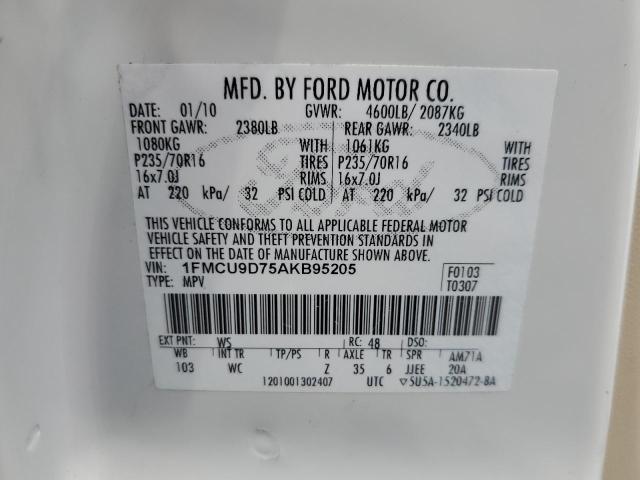 MFD. BY FORD MOTOR CO.
DATE: 01/10 GVWR: 4600LB/ 2087KG
FRONT GAWR: 2380LB REAR GAWR: 2340LB
1080KG WITH 1061KG WITH
P235/70R16 TIRES P235/70R16 TIRES
16x7.0J RIMS 16x7.0J RIMS
AT 220 kPa/ 32 PSI COLD AT 220 kPa/ 32 PSI COLD
THIS VEHICLE CONFORMS TO ALL APPLICABLE FEDERAL MOTOR
VEHICLE SAFETY AND THEFT PREVENTION STANDARDS IN
EFFECT ON THE DATE OF MANUFACTURE SHOWN ABOVE.
VIN: 1FMCU9D75AKB95205 F0103
TYPE: MPV T0307
EXT PNT: WS RC: 48 DSO:
WB INT TR TP/PS R AXLE TR SPR AM71A
103 WC Z 35 6 JJEE 20A
1201001302407 UTC ▽5U5A-1520472-BA